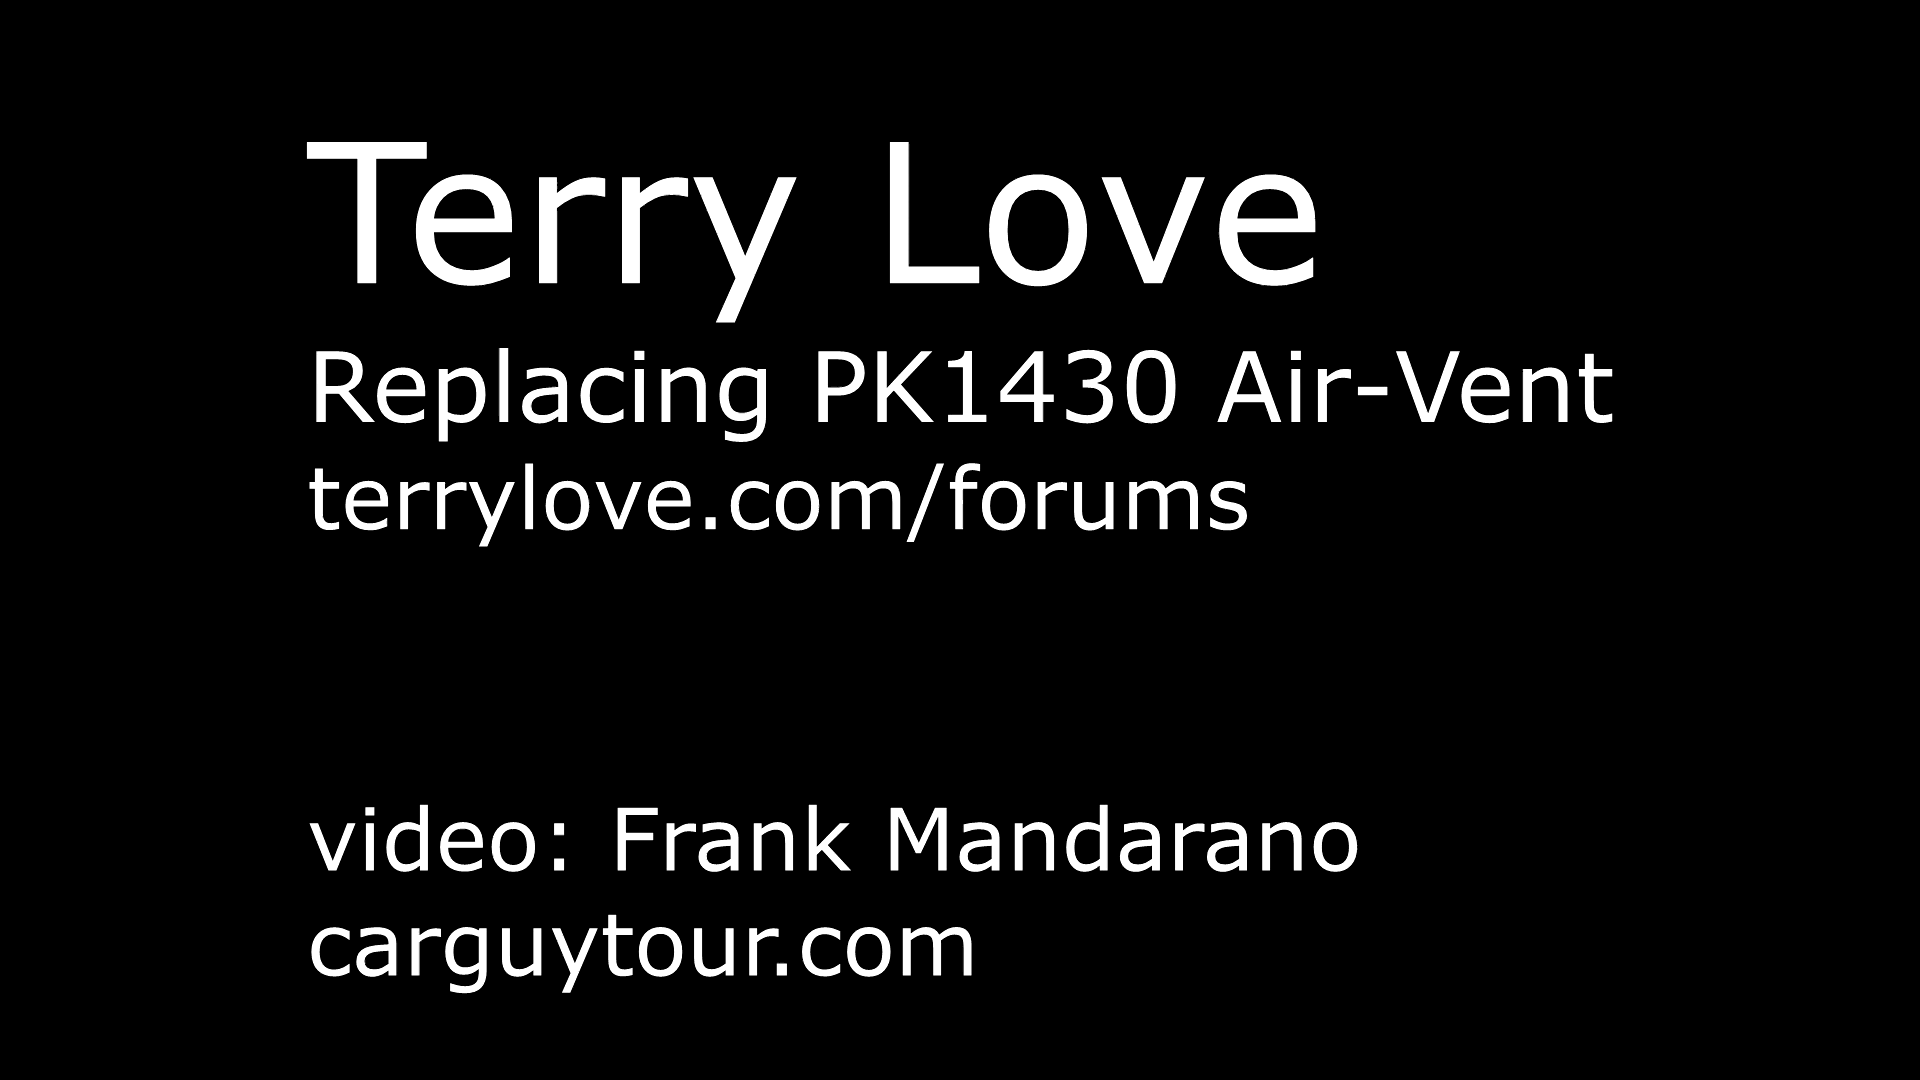 Terry Love
Replacing PK1430 Air-Vent
terrylove.com/forums
video: Frank Mandarano
carguytour.com